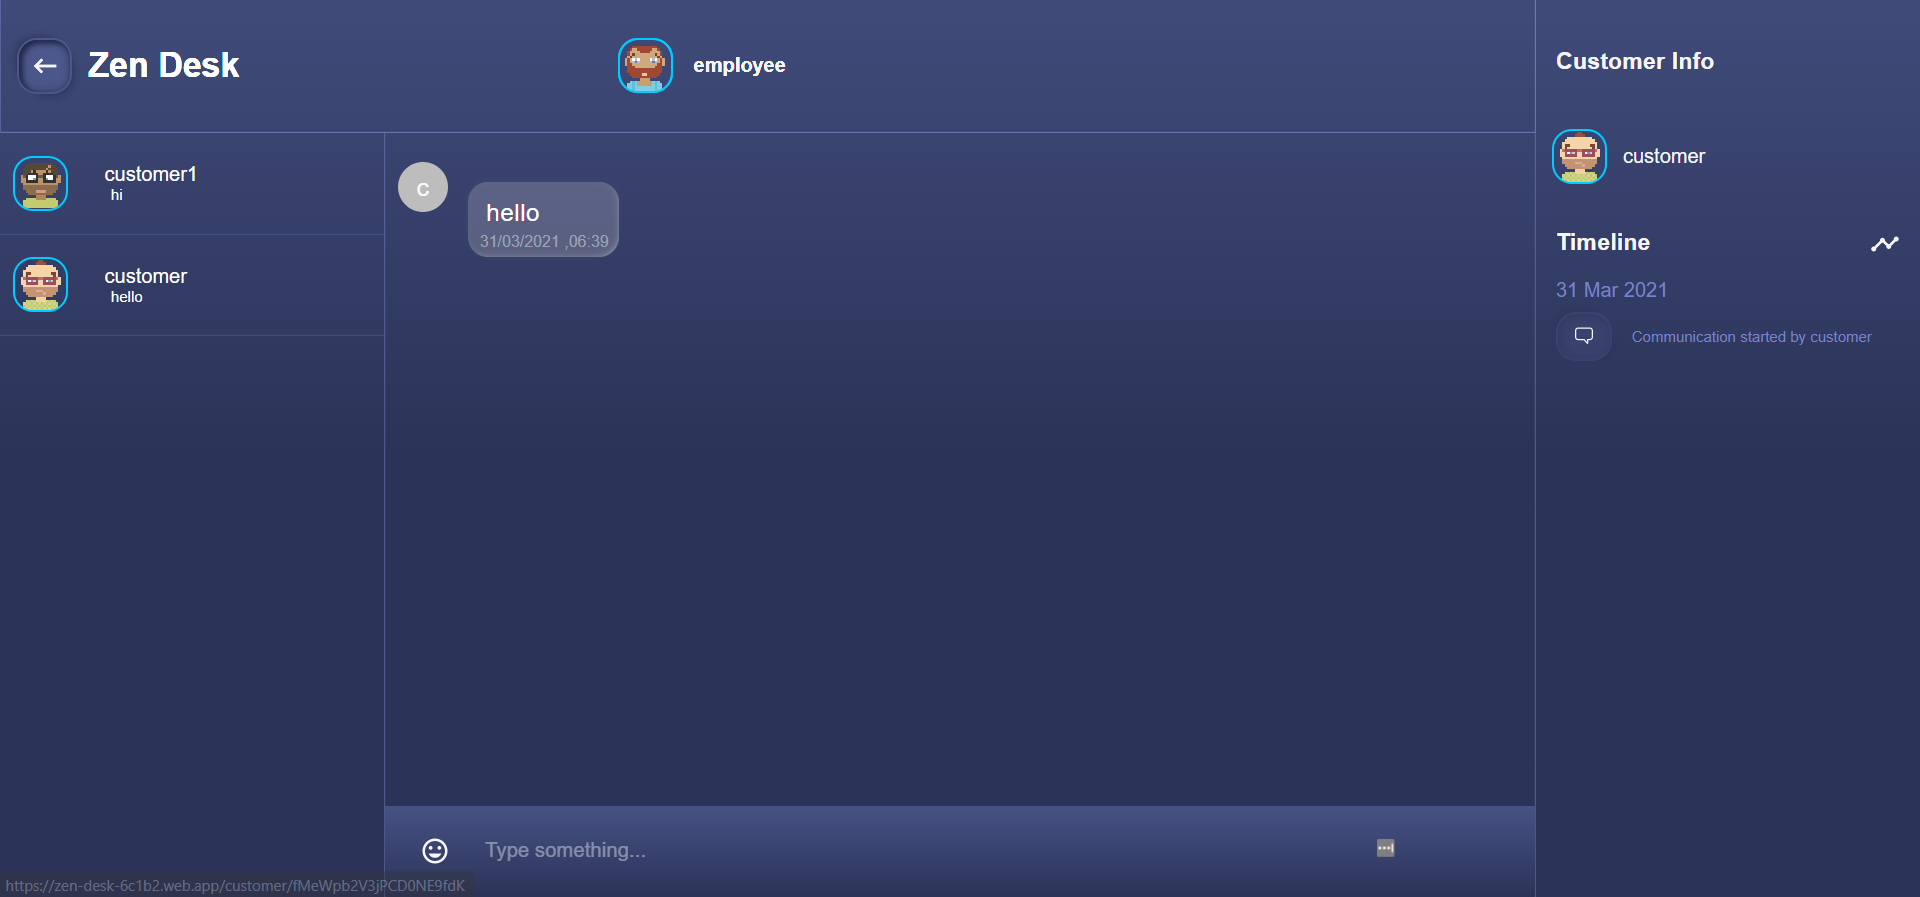 Zen Desk
employee
Customer Info
customer1
hi
customer
hello
C
hello
31/03/2021 ,06:39
customer
Timeline
31 Mar 2021
Communication started by customer
Type something...
https://zen-desk-6c1b2.web.app/customer/fMeWpb2V3jPCD0NE9fdK